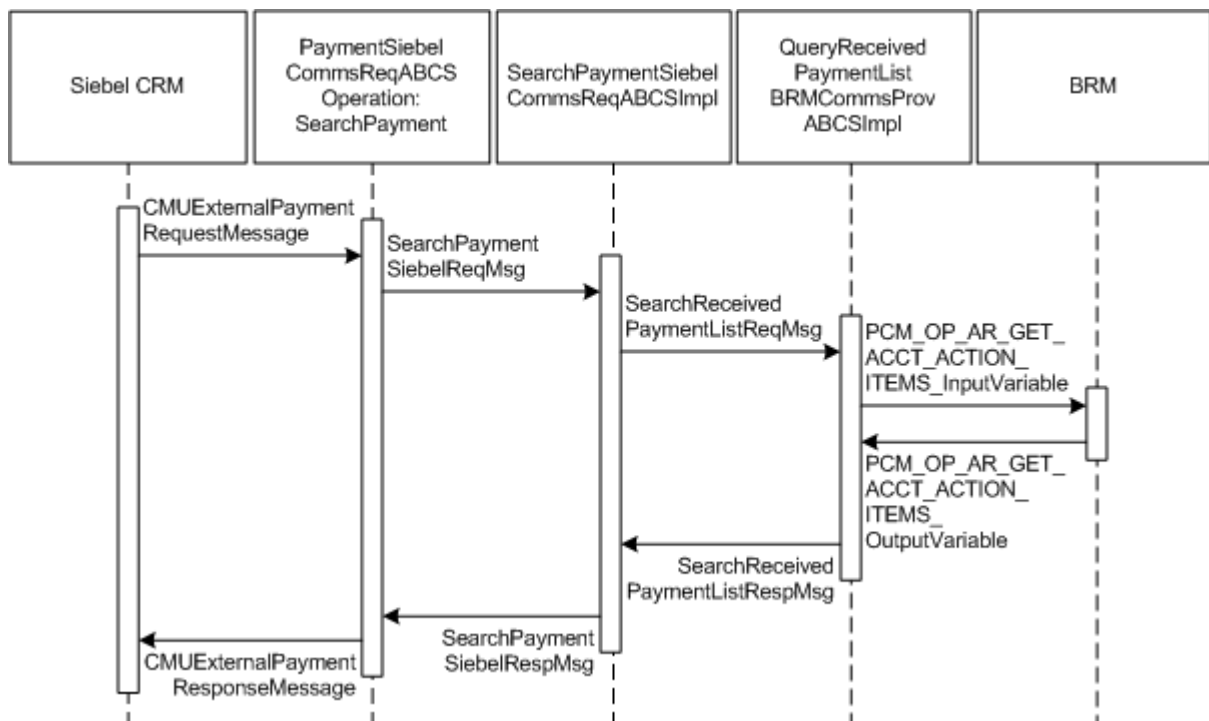 Siebel CRM
PaymentSiebel
CommsReqABCS
Operation:
SearchPayment
SearchPaymentSiebel
CommsReqABCSImpl
QueryReceived
PaymentList
BRMCommsProv
ABCSImpl
BRM
CMUExternalPayment
RequestMessage
SearchPayment
SiebelReqMsg
SearchReceived
PaymentListReqMsg
PCM_OP_AR_GET_
ACCT_ACTION_
ITEMS_InputVariable
PCM_OP_AR_GET_
ACCT_ACTION_
ITEMS_
OutputVariable
SearchReceived
PaymentListRespMsg
SearchPayment
SiebelRespMsg
CMUExternalPayment
ResponseMessage